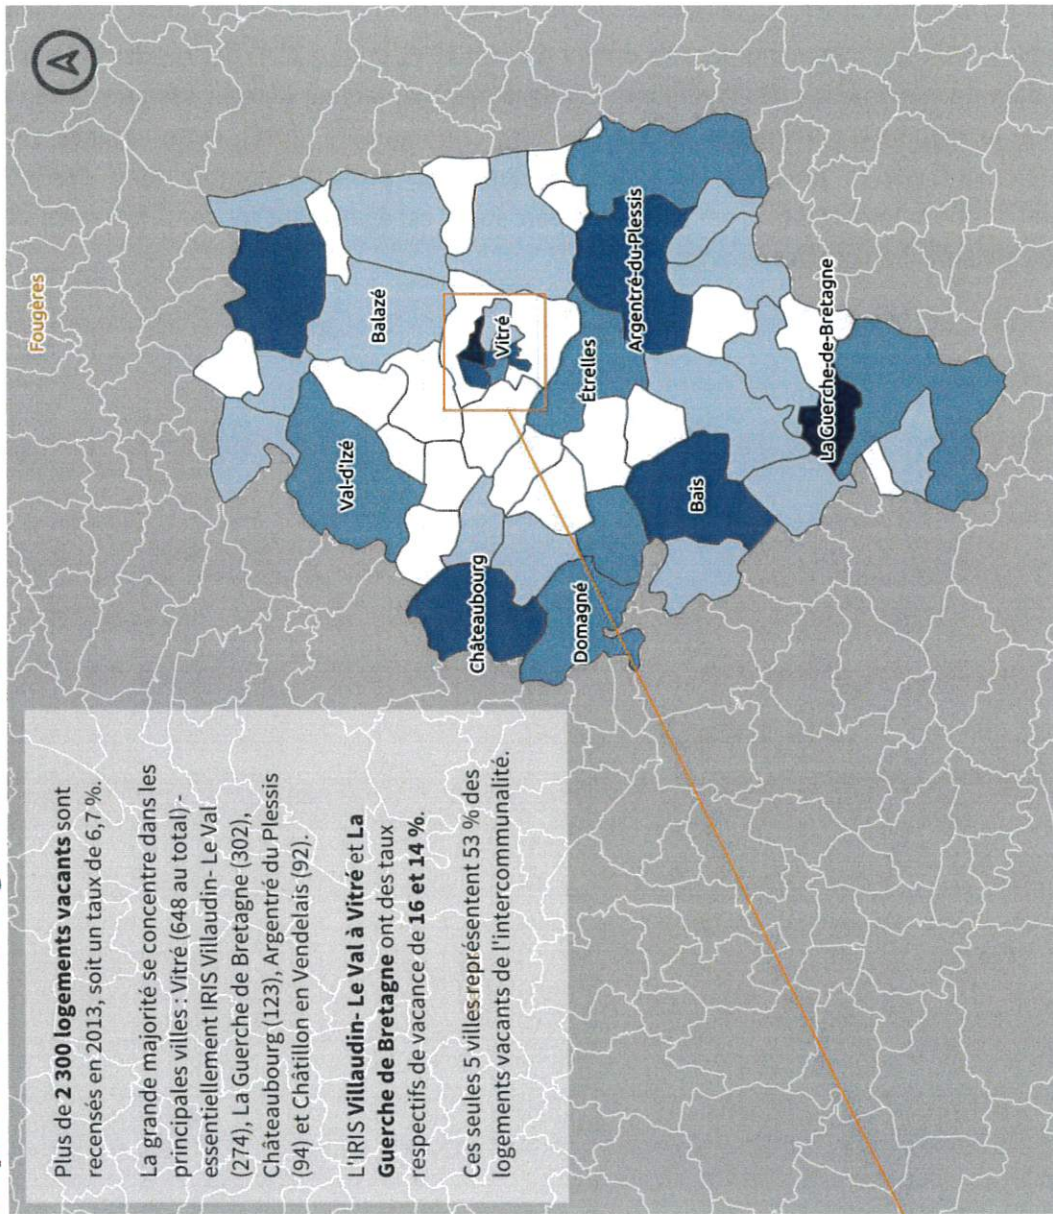 Plus de 2 300 logements vacants sont
recensés en 2013, soit un taux de 6,7 %.
La grande majorité se concentre dans les
principales villes : Vitré (648 au total) -
essentiellement IRIS Villaudin- Le Val
(274), La Guerche de Bretagne (302),
Châteaubourg (123), Argentré du Plessis
(94) et Châtillon en Vendelais (92).
L'IRIS Villaudin- Le Val à Vitré et La
Guerche de Bretagne ont des taux
respectifs de vacance de 16 et 14 %.
Ces seules 5 villes représentent 53 % des
logements vacants de l'intercommunalité.
Fougères
Balazé
Val-d'Izé
Vitré
Châteaubourg
Étrelles
Domagné
Argentré-du-Plessis
Bais
La Guerche-de-Bretagne